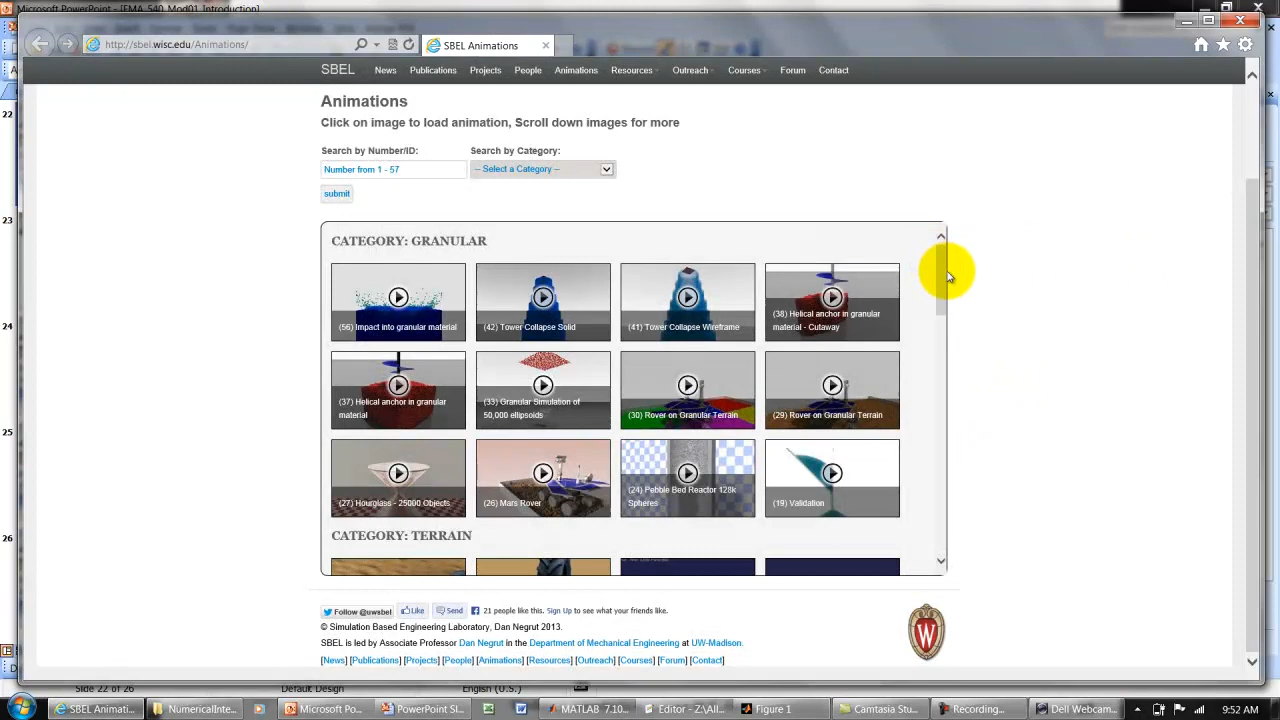 Microsoft PowerPoint - [EMA_540_Mod01_Introduction]
http://sbel.wisc.edu/Animations/
SBEL Animations
SBEL News Publications Projects People Animations Resources Outreach Courses Forum Contact
Animations
Click on image to load animation, Scroll down images for more
Search by Number/ID: Search by Category:
Number from 1 - 57 -- Select a Category --
submit
CATEGORY: GRANULAR
(56) Impact into granular material
(42) Tower Collapse Solid
(41) Tower Collapse Wireframe
(38) Helical anchor in granular
material - Cutaway
(37) Helical anchor in granular
material
(33) Granular Simulation of
50,000 ellipsoids
(30) Rover on Granular Terrain
(29) Rover on Granular Terrain
(27) Hourglass - 25000 Objects
(26) Mars Rover
(24) Pebble Bed Reactor 128k
Spheres
(19) Validation
CATEGORY: TERRAIN
22
23
24
25
26
Follow @uwsbel Like Send 21 people like this. Sign Up to see what your friends like.
© Simulation Based Engineering Laboratory, Dan Negrut 2013.
SBEL is led by Associate Professor Dan Negrut in the Department of Mechanical Engineering at UW-Madison.
[News] [Publications] [Projects] [People] [Animations] [Resources] [Outreach] [Courses] [Forum] [Contact]
W
Slide 22 of 26 Default Design English (U.S.)
SBEL Animati... NumericalInte... Microsoft Po... PowerPoint Sl... MATLAB 7.10... Editor - Z:\All... Figure 1 Camtasia Stu... Recording... Dell Webcam... 9:52 AM